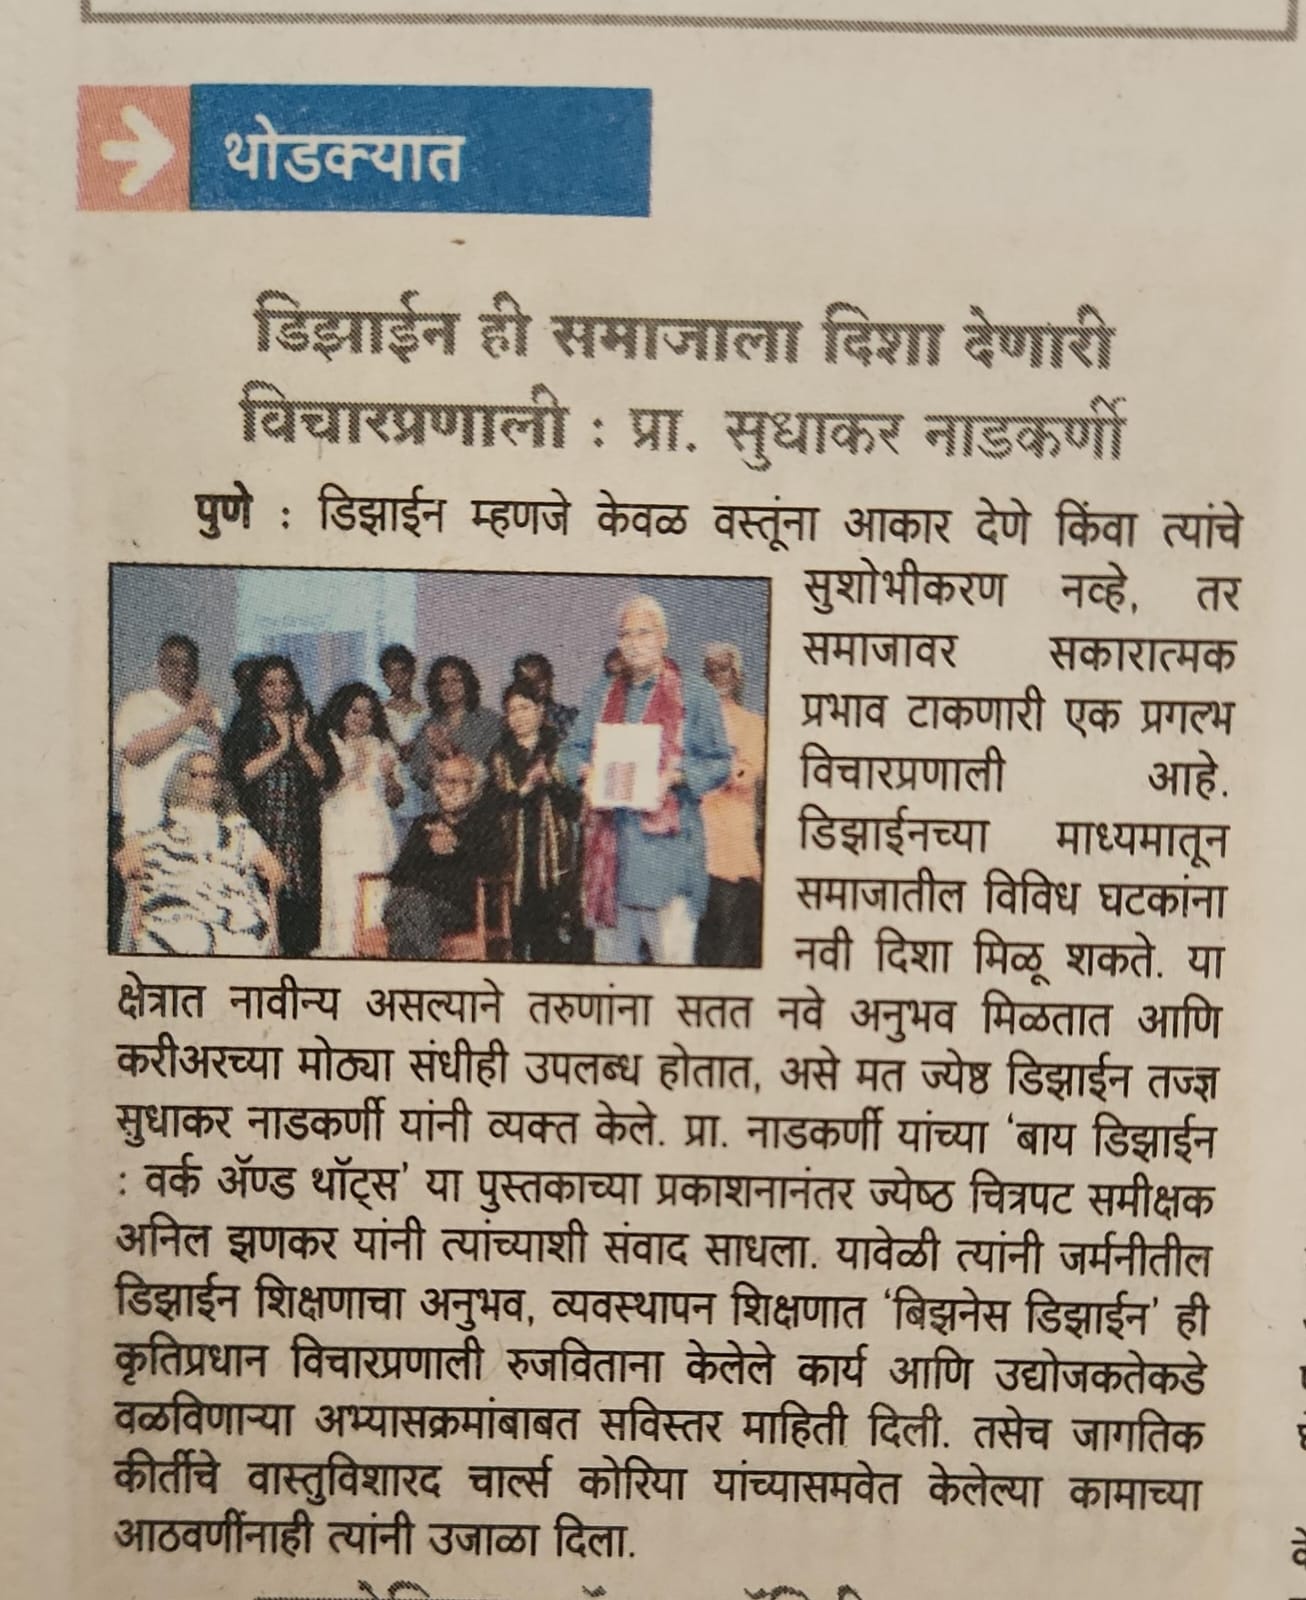 थोडक्यात
डिझाईन ही समाजाला दिशा देणारी
विचारप्रणाली : प्रा. सुधाकर नाडकर्णी
पुणे : डिझाईन म्हणजे केवळ वस्तूंना आकार देणे किंवा त्यांचे
सुशोभीकरण नव्हे, तर
समाजावर सकारात्मक
प्रभाव टाकणारी एक प्रगल्भ
विचारप्रणाली आहे.
डिझाईनच्या माध्यमातून
समाजातील विविध घटकांना
नवी दिशा मिळू शकते. या
क्षेत्रात नावीन्य असल्याने तरुणांना सतत नवे अनुभव मिळतात आणि
करीअरच्या मोठ्या संधीही उपलब्ध होतात, असे मत ज्येष्ठ डिझाईन तज्ज्ञ
सुधाकर नाडकर्णी यांनी व्यक्त केले. प्रा. नाडकर्णी यांच्या ‘बाय डिझाईन
: वर्क ॲण्ड थॉट्स’ या पुस्तकाच्या प्रकाशनानंतर ज्येष्ठ चित्रपट समीक्षक
अनिल झणकर यांनी त्यांच्याशी संवाद साधला. यावेळी त्यांनी जर्मनीतील
डिझाईन शिक्षणाचा अनुभव, व्यवस्थापन शिक्षणात ‘बिझनेस डिझाईन’ ही
कृतिप्रधान विचारप्रणाली रुजविताना केलेले कार्य आणि उद्योजकतेकडे
वळविणाऱ्या अभ्यासक्रमांबाबत सविस्तर माहिती दिली. तसेच जागतिक
कीर्तीचे वास्तुविशारद चार्ल्स कोरिया यांच्यासमवेत केलेल्या कामाच्या
आठवणींनाही त्यांनी उजाळा दिला.